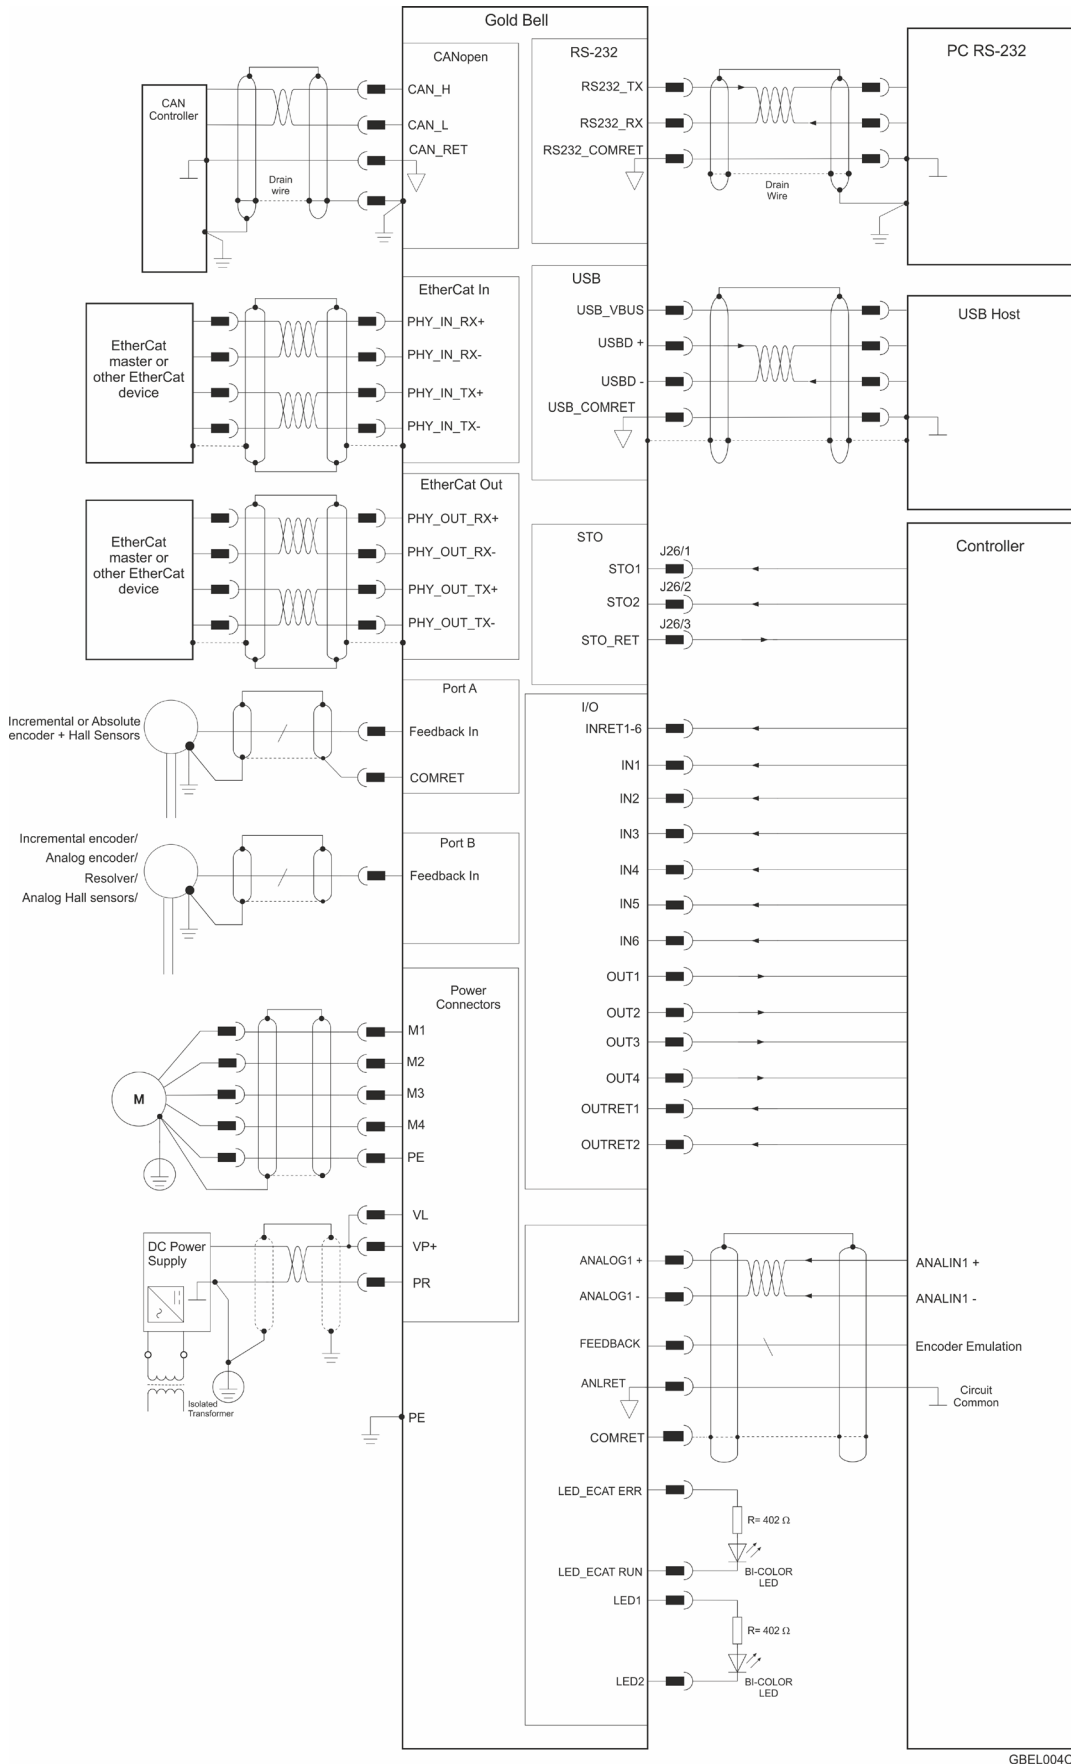 Gold Bell
CANopen
CAN
Controller
CAN_H
CAN_L
CAN_RET
Drain
wire
EtherCat In
EtherCat
master or
other EtherCat
device
PHY_IN_RX+
PHY_IN_RX-
PHY_IN_TX+
PHY_IN_TX-
EtherCat Out
EtherCat
master or
other EtherCat
device
PHY_OUT_RX+
PHY_OUT_RX-
PHY_OUT_TX+
PHY_OUT_TX-
Port A
Incremental or Absolute
encoder + Hall Sensors
Feedback In
COMRET
Port B
Incremental encoder/
Analog encoder/
Resolver/
Analog Hall sensors/
Feedback In
Power
Connectors
M
M1
M2
M3
M4
PE
VL
VP+
PR
DC Power
Supply
Isolated
Transformer
PE
RS-232
RS232_TX
RS232_RX
RS232_COMRET
Drain
Wire
PC RS-232
USB
USB_VBUS
USBD +
USBD -
USB_COMRET
USB Host
STO
STO1
J26/1
STO2
J26/2
STO_RET
J26/3
Controller
I/O
INRET1-6
IN1
IN2
IN3
IN4
IN5
IN6
OUT1
OUT2
OUT3
OUT4
OUTRET1
OUTRET2
ANALOG1 +
ANALOG1 -
FEEDBACK
ANLRET
COMRET
ANALIN1 +
ANALIN1 -
Encoder Emulation
Circuit
Common
LED_ECAT ERR
R= 402 Ω
LED_ECAT RUN
BI-COLOR
LED
LED1
R= 402 Ω
LED2
BI-COLOR
LED
GBEL004C